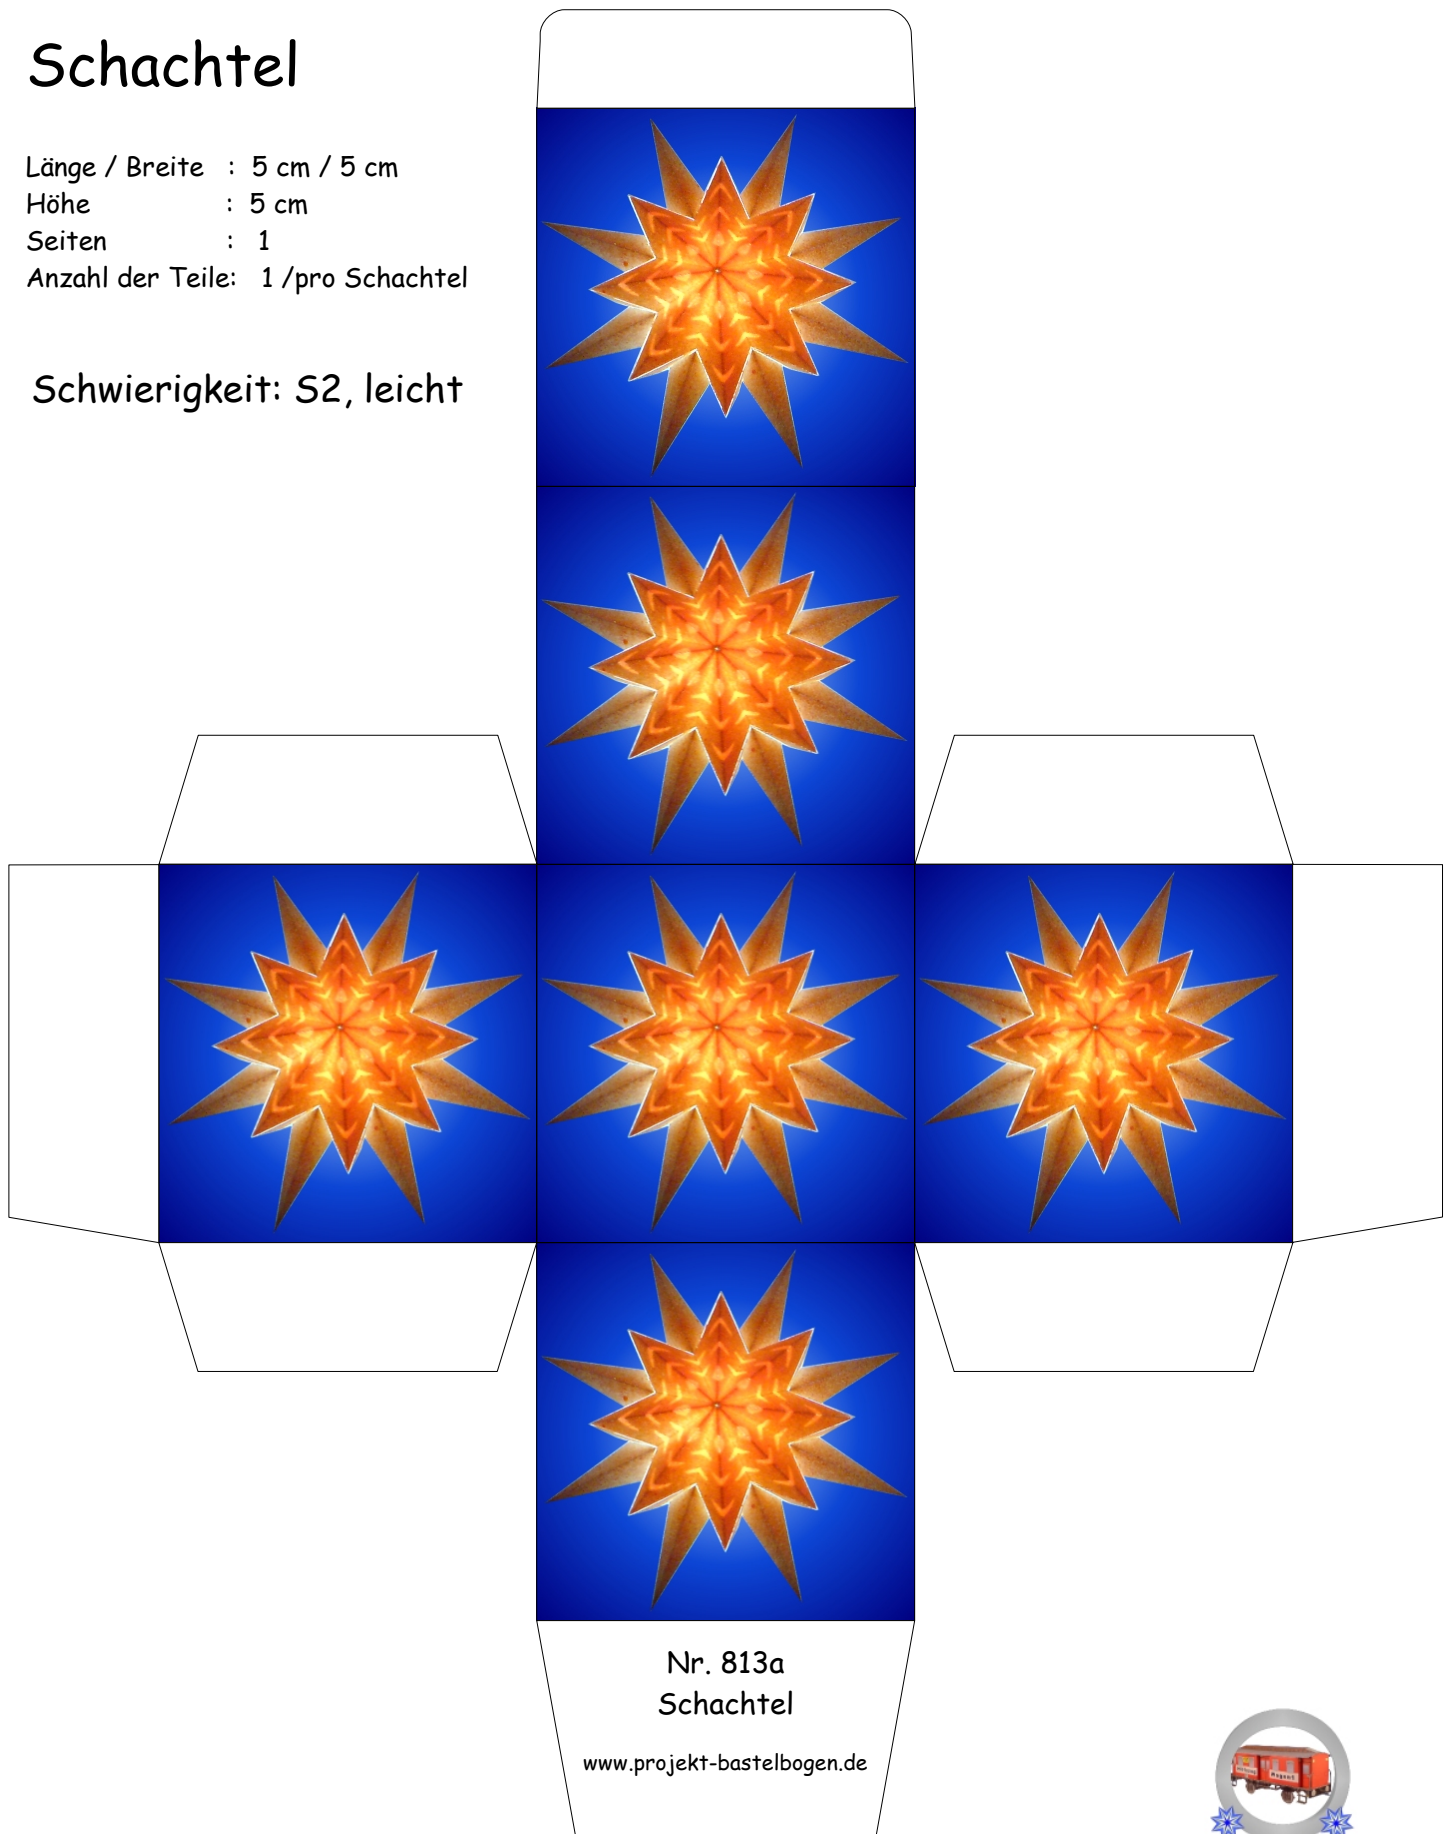 Schachtel
Länge / Breite : 5 cm / 5 cm
Höhe : 5 cm
Seiten : 1
Anzahl der Teile: 1 /pro Schachtel
Schwierigkeit: S2, leicht
Nr. 813a
Schachtel
www.projekt-bastelbogen.de